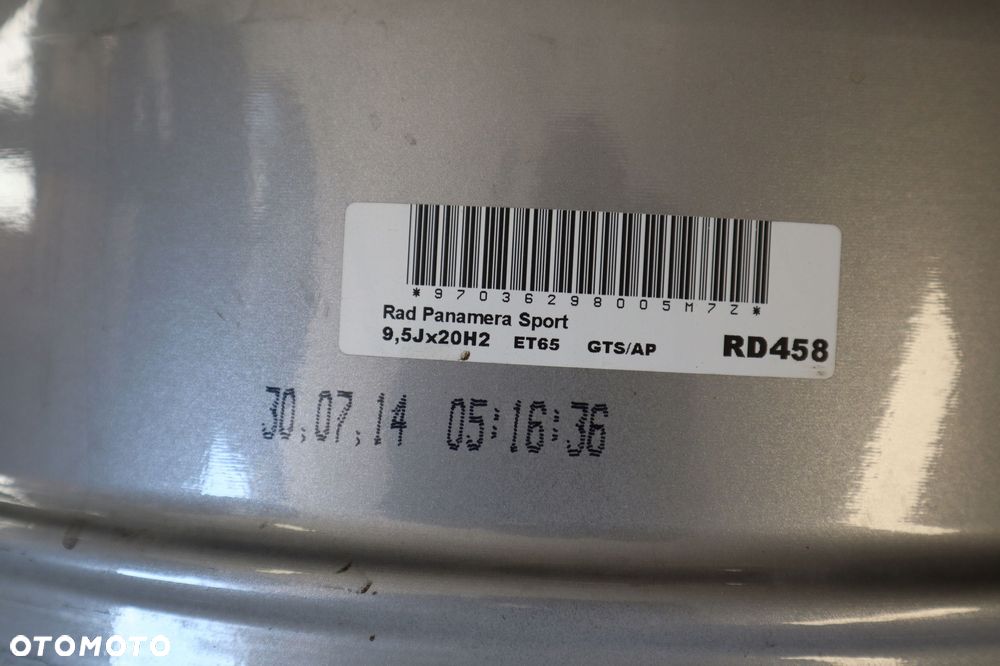 *97036298005M7Z*
Rad Panamera Sport
9,5Jx20H2 ET65 GTS/AP RD458
30.07.14 05:16:36
OTOMOTO